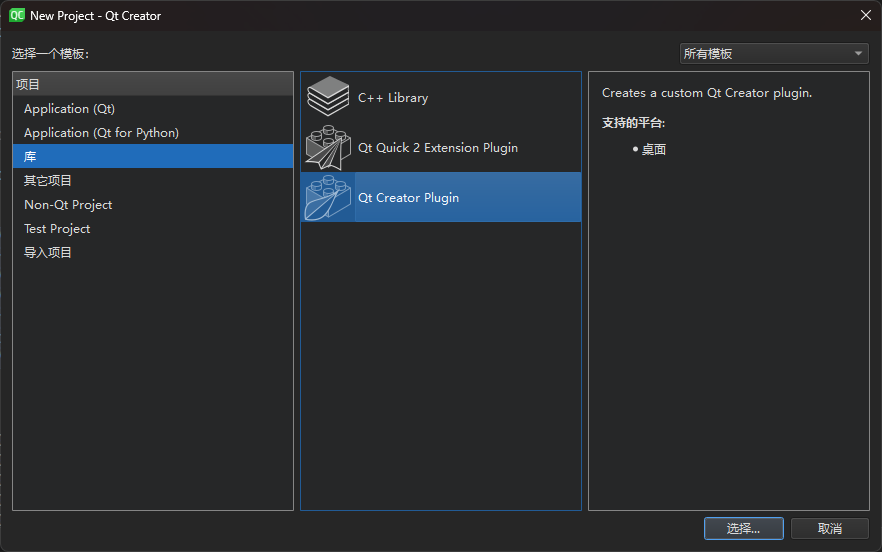 QC New Project - Qt Creator
选择一个模板:
所有模板
项目
Application (Qt)
Application (Qt for Python)
库
其它项目
Non-Qt Project
Test Project
导入项目
C++ Library
Qt Quick 2 Extension Plugin
Qt Creator Plugin
Creates a custom Qt Creator plugin.
支持的平台:
• 桌面
选择...
取消